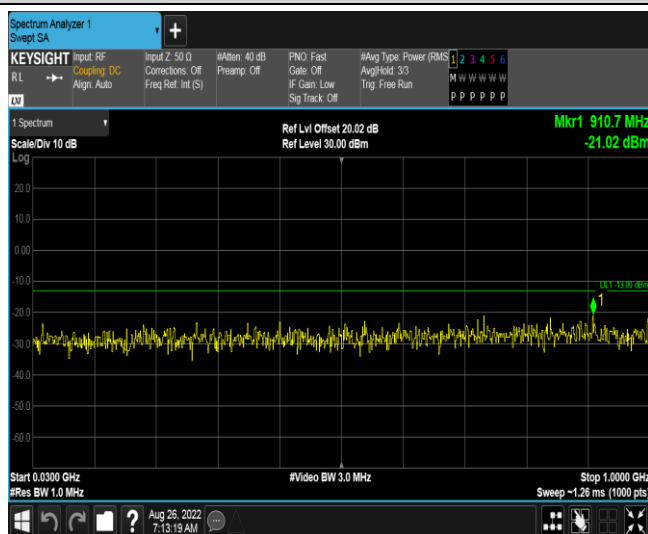 Spectrum Analyzer 1
Swept SA
+
KEYSIGHT Input: RF Input Z: 50 Ω #Atten: 40 dB PNO: Fast #Avg Type: Power (RMS 1 2 3 4 5 6
RL Coupling: DC Corrections: Off Preamp: Off Gate: Off Avg|Hold: 3/3 M W W W W W
Align: Auto Freq Ref: Int (S) IF Gain: Low Trig: Free Run
Sig Track: Off P P P P P P
LXI
1 Spectrum Ref Lvl Offset 20.02 dB Mkr1 910.7 MHz
Scale/Div 10 dB Ref Level 30.00 dBm -21.02 dBm
Log
20.0
10.0
0.00
-10.0
DL1 -13.00 dBm
1
-20.0
-30.0
-40.0
-50.0
-60.0
Start 0.0300 GHz #Video BW 3.0 MHz Stop 1.0000 GHz
#Res BW 1.0 MHz Sweep ~1.26 ms (1000 pts)
? Aug 26, 2022
7:13:19 AM